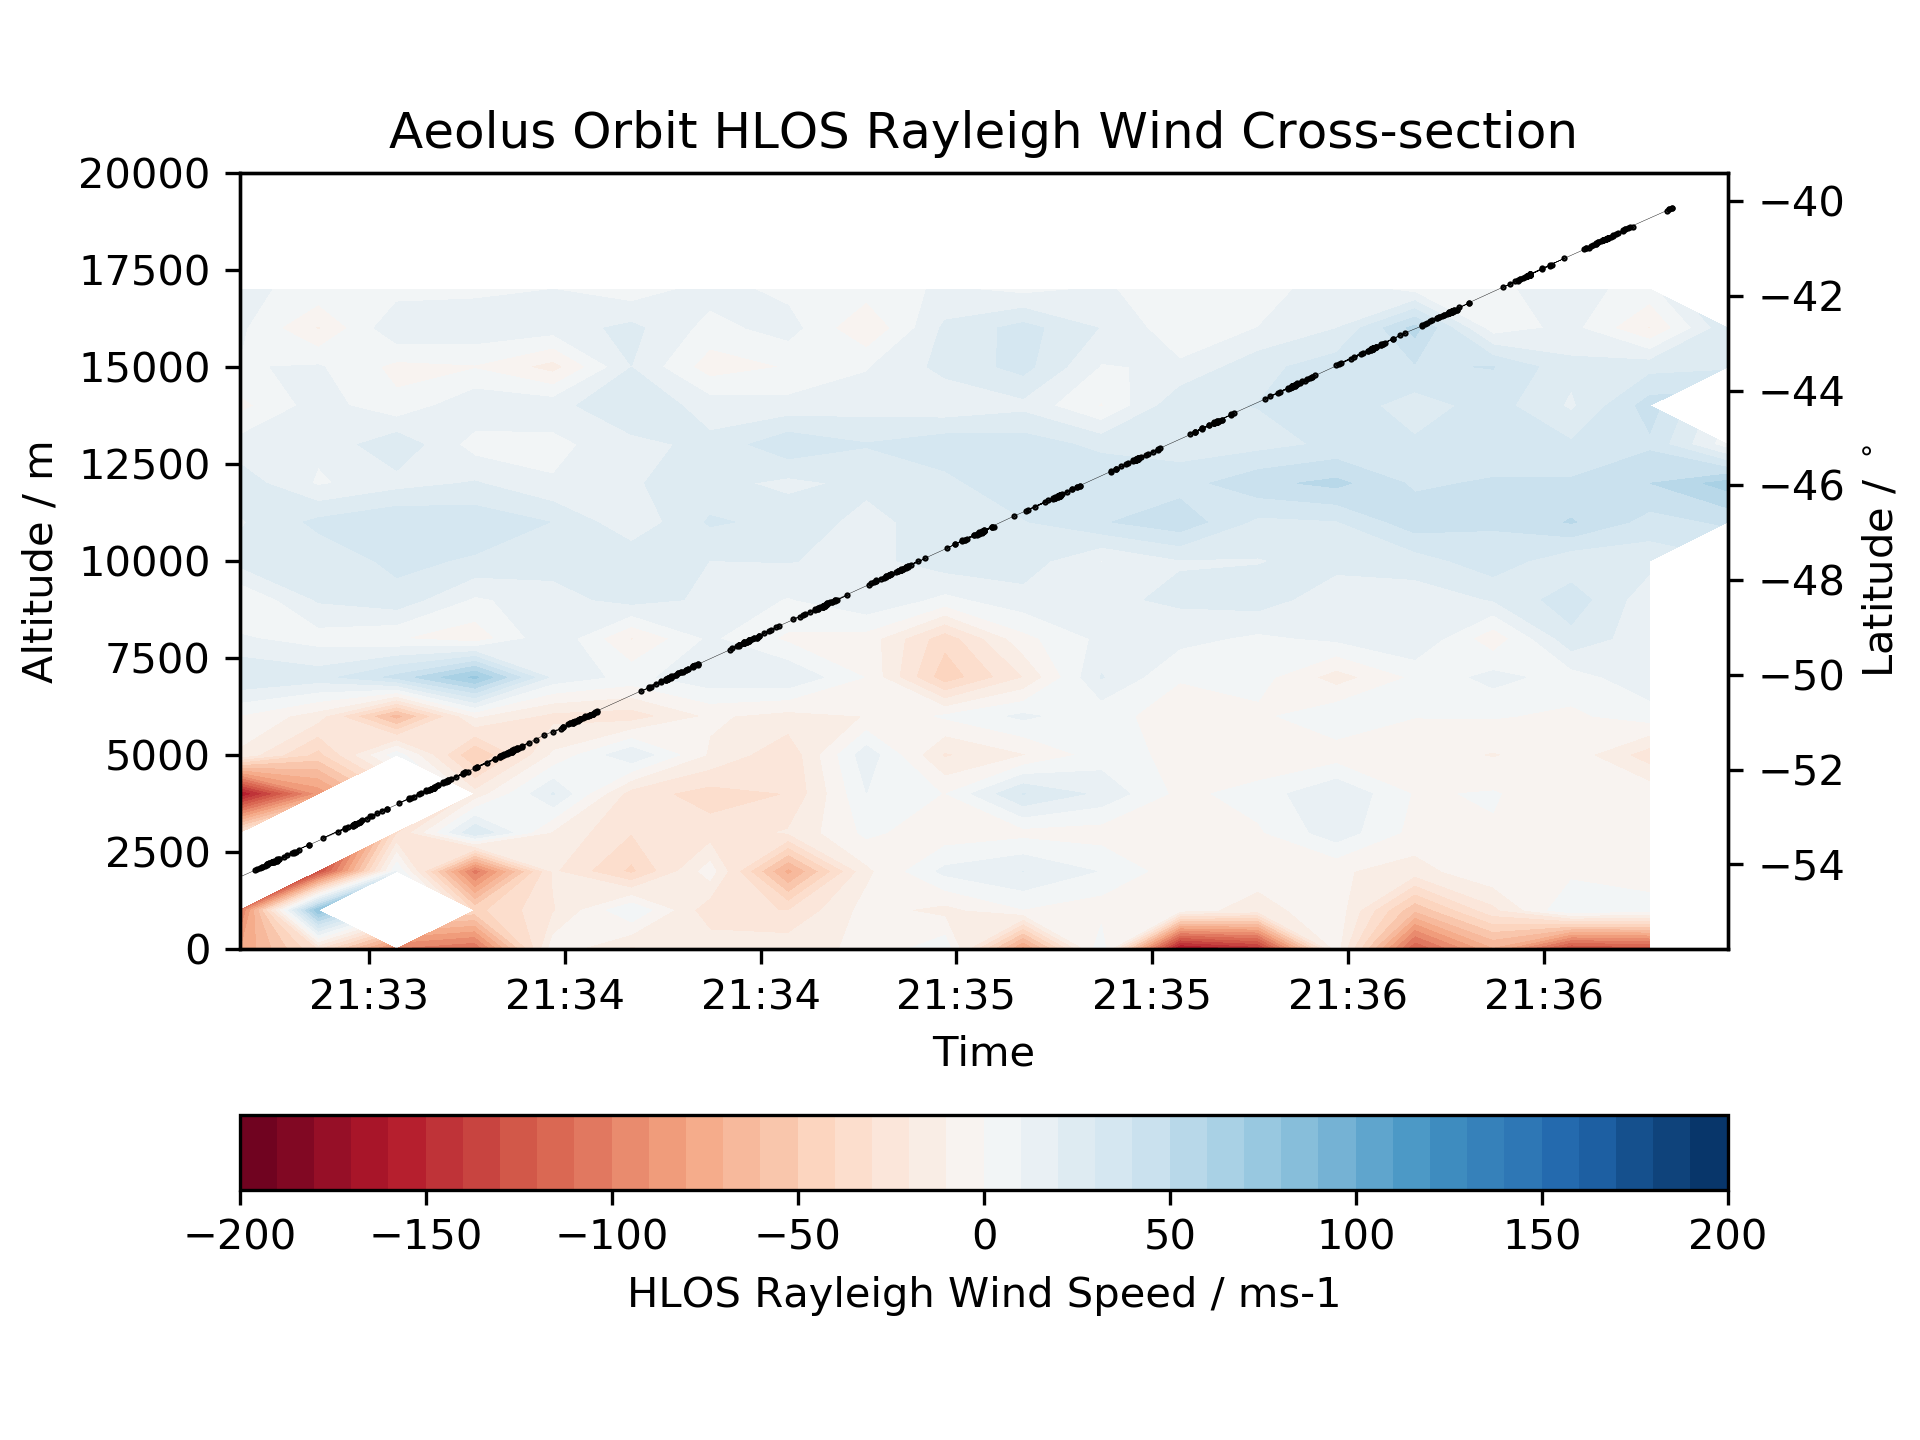 Aeolus Orbit HLOS Rayleigh Wind Cross-section
20000
17500
15000
12500
10000
7500
5000
2500
0
Altitude / m
−40
−42
−44
−46
−48
−50
−52
−54
Latitude / °
21:33 21:34 21:34 21:35 21:35 21:36 21:36
Time
−200 −150 −100 −50 0 50 100 150 200
HLOS Rayleigh Wind Speed / ms-1